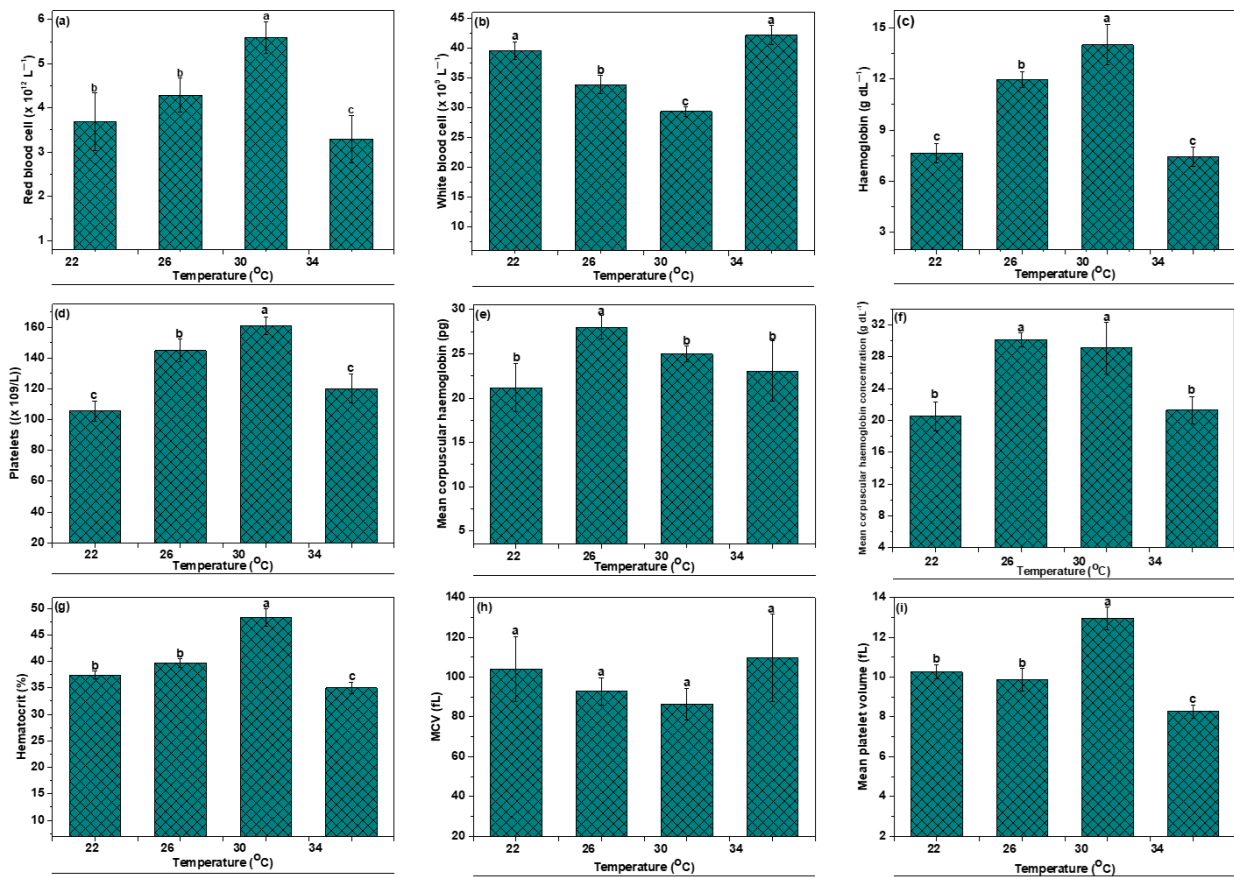 (a)
Red blood cell (x 10¹² L⁻¹)
6
5
4
3
2
1
b
b
a
c
22 26 30 34
Temperature (°C)
(b)
White blood cell (x 10⁹ L⁻¹)
45
40
35
30
25
20
15
10
a
b
c
a
22 26 30 34
Temperature (°C)
(c)
Haemoglobin (g dL⁻¹)
15
12
9
6
3
c
b
a
c
22 26 30 34
Temperature (°C)
(d)
Platelets ((x 109/L))
160
140
120
100
80
60
40
20
c
b
a
c
22 26 30 34
Temperature (°C)
(e)
Mean corpuscular haemoglobin (pg)
30
25
20
15
10
5
b
a
b
b
22 26 30 34
Temperature (°C)
(f)
Mean corpuscular haemoglobin concentration (g dL⁻¹)
32
28
24
20
16
12
8
4
b
a
a
b
22 26 30 34
Temperature (°C)
(g)
Hematocrit (%)
50
45
40
35
30
25
20
15
10
b
b
a
c
22 26 30 34
Temperature (°C)
(h)
MCV (fL)
140
120
100
80
60
40
20
a
a
a
a
22 26 30 34
Temperature (°C)
(i)
Mean platelet volume (fL)
14
12
10
8
6
4
2
b
b
a
c
22 26 30 34
Temperature (°C)